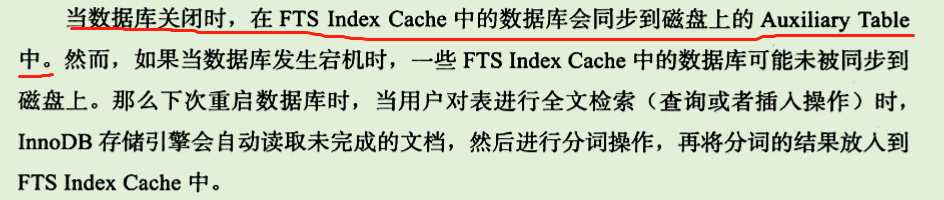 当数据库关闭时，在 FTS Index Cache 中的数据库会同步到磁盘上的 Auxiliary Table
中。然而，如果当数据库发生宕机时，一些 FTS Index Cache 中的数据库可能未被同步到
磁盘上。那么下次重启数据库时，当用户对表进行全文检索（查询或者插入操作）时，
InnoDB 存储引擎会自动读取未完成的文档，然后进行分词操作，再将分词的结果放入到
FTS Index Cache 中。